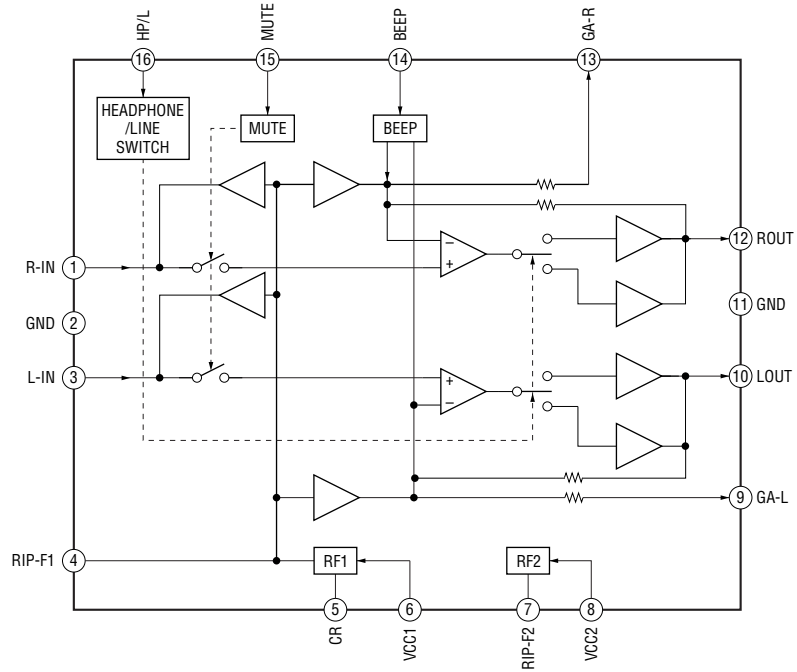 HP/L
MUTE
BEEP
GA-R
16
15
14
13
HEADPHONE
/LINE
SWITCH
MUTE
BEEP
R-IN
1
–
+
12
ROUT
GND
2
11
GND
L-IN
3
+
–
10
LOUT
9
GA-L
RIP-F1
4
RF1
RF2
5
6
7
8
CR
VCC1
RIP-F2
VCC2